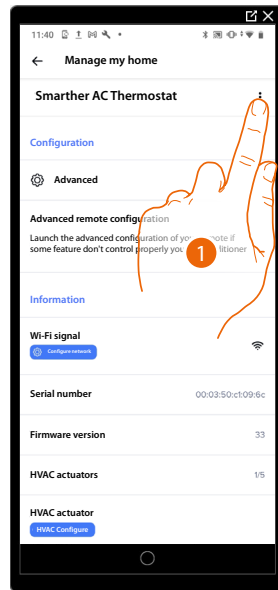 11:40
Manage my home
Smarther AC Thermostat
Configuration
Advanced
Advanced remote configuration
Launch the advanced configuration of your remote if
some feature don't control properly you
1
Information
Wi-Fi signal
Configure network
Serial number 00:03:50:c1:09:6c
Firmware version 33
HVAC actuators 1/5
HVAC actuator
HVAC Configure